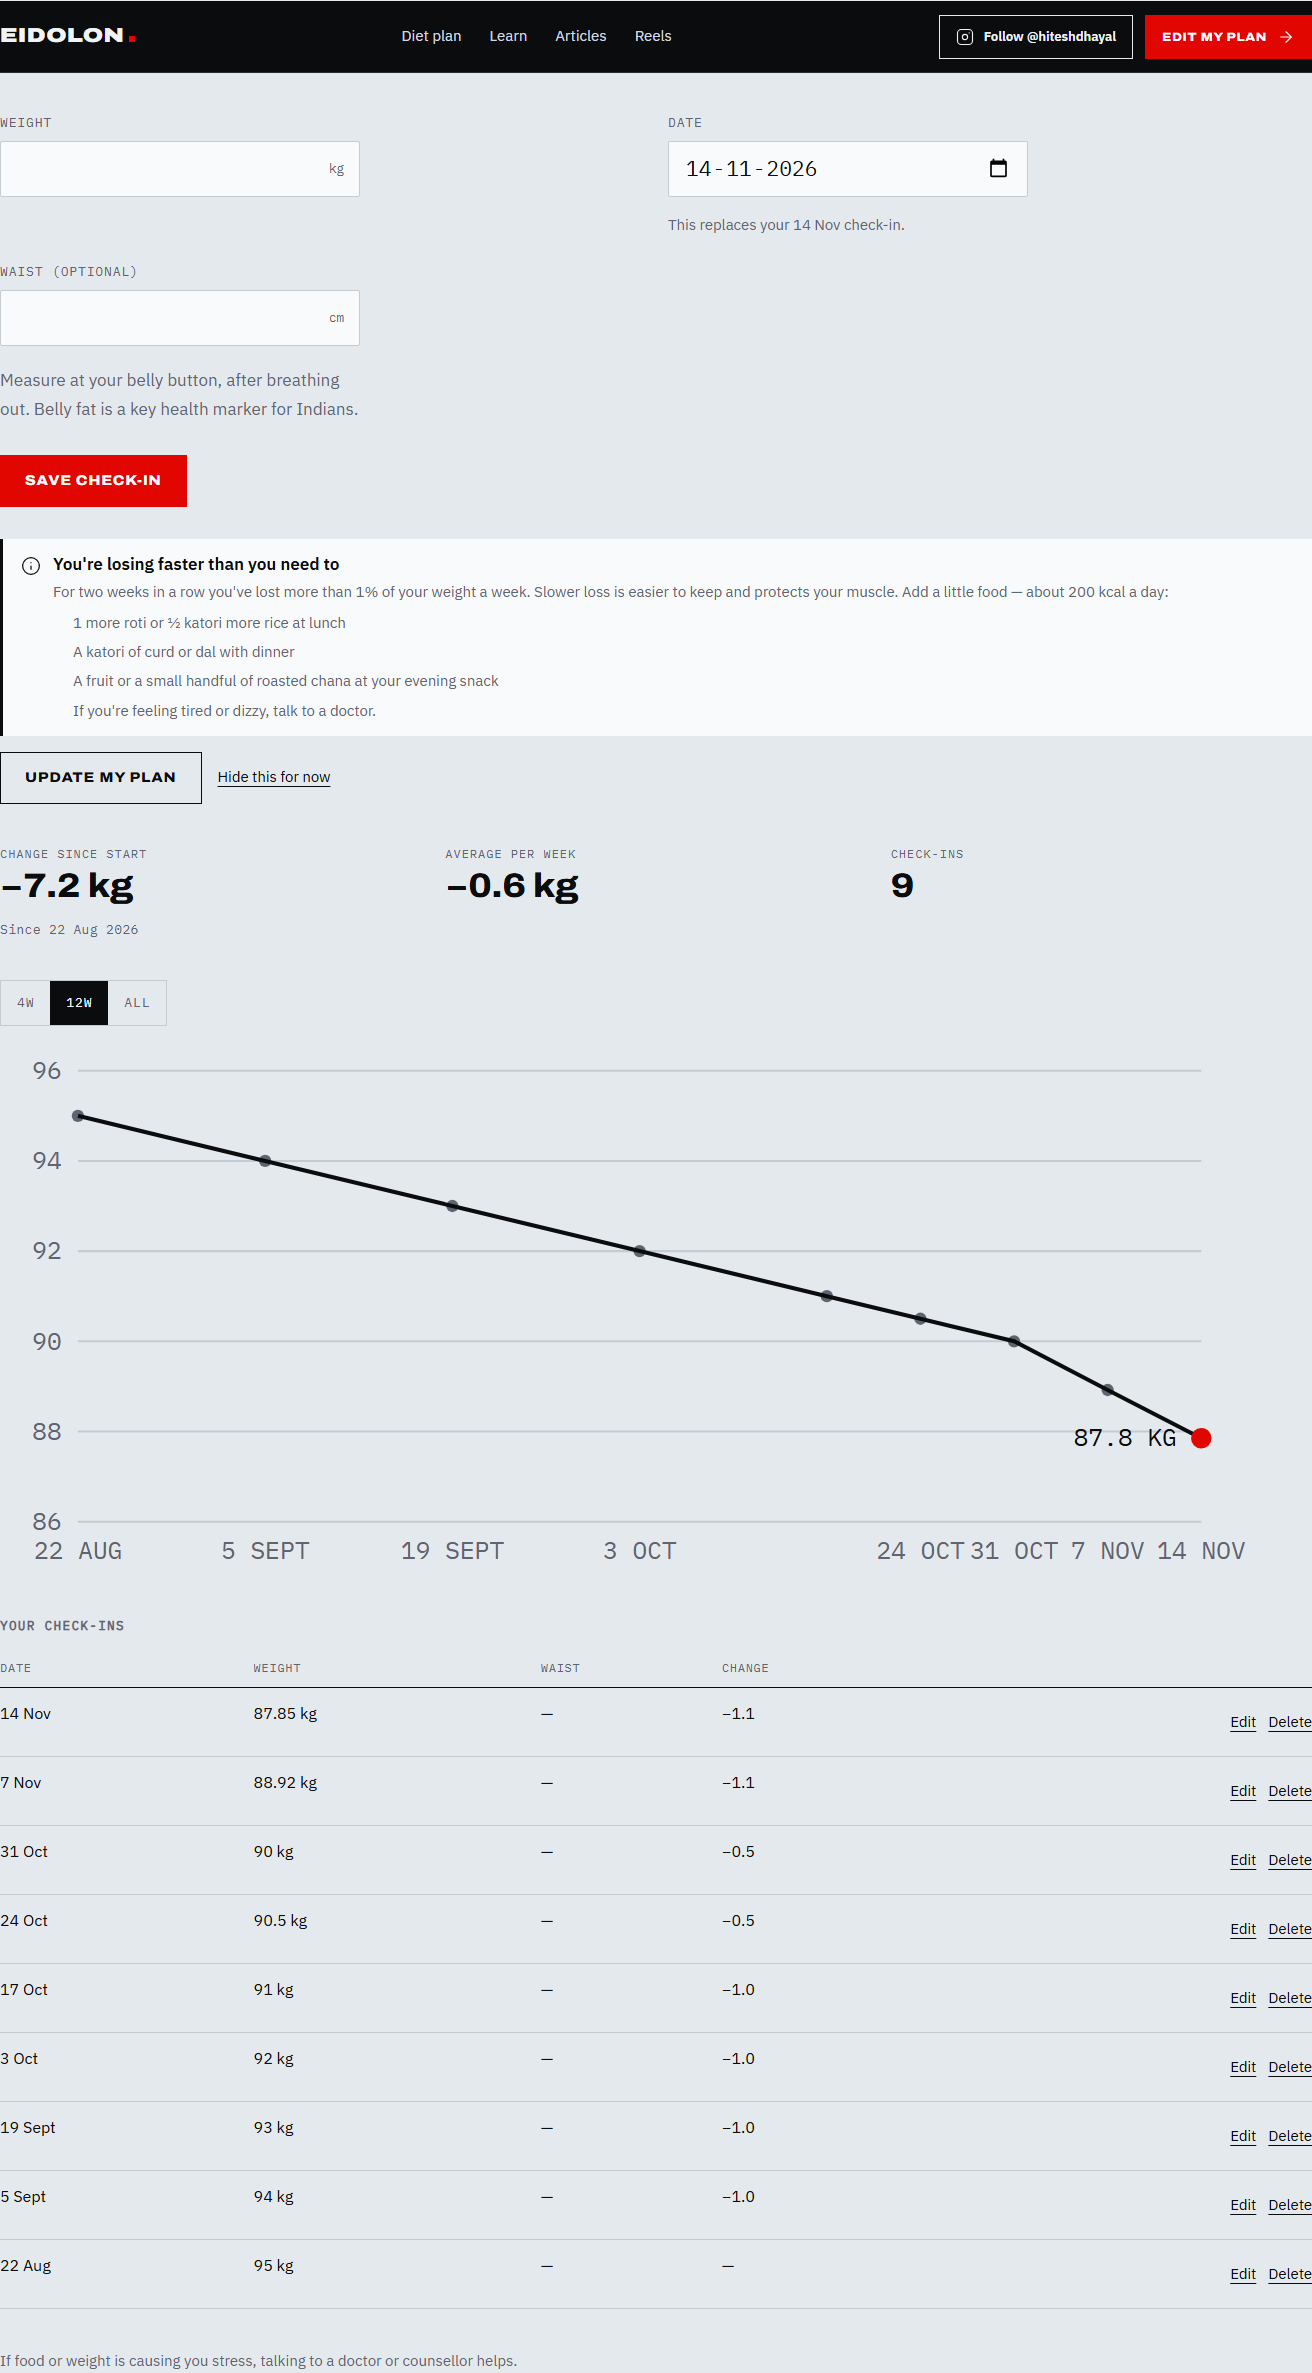 EIDOLON.
Diet plan
Learn
Articles
Reels
Follow @hiteshdhayal
EDIT MY PLAN
WEIGHT
DATE
kg
14-11-2026
This replaces your 14 Nov check-in.
WAIST (OPTIONAL)
cm
Measure at your belly button, after breathing
out. Belly fat is a key health marker for Indians.
SAVE CHECK-IN
You're losing faster than you need to
For two weeks in a row you've lost more than 1% of your weight a week. Slower loss is easier to keep and protects your muscle. Add a little food — about 200 kcal a day:
1 more roti or ½ katori more rice at lunch
A katori of curd or dal with dinner
A fruit or a small handful of roasted chana at your evening snack
If you're feeling tired or dizzy, talk to a doctor.
UPDATE MY PLAN
Hide this for now
CHANGE SINCE START
AVERAGE PER WEEK
CHECK-INS
−7.2 kg
−0.6 kg
9
Since 22 Aug 2026
4W
12W
ALL
96
94
92
90
88
87.8 KG
86
22 AUG
5 SEPT
19 SEPT
3 OCT
24 OCT
31 OCT
7 NOV
14 NOV
YOUR CHECK-INS
DATE WEIGHT WAIST CHANGE
14 Nov 87.85 kg — −1.1 Edit Delete
7 Nov 88.92 kg — −1.1 Edit Delete
31 Oct 90 kg — −0.5 Edit Delete
24 Oct 90.5 kg — −0.5 Edit Delete
17 Oct 91 kg — −1.0 Edit Delete
3 Oct 92 kg — −1.0 Edit Delete
19 Sept 93 kg — −1.0 Edit Delete
5 Sept 94 kg — −1.0 Edit Delete
22 Aug 95 kg — — Edit Delete
If food or weight is causing you stress, talking to a doctor or counsellor helps.